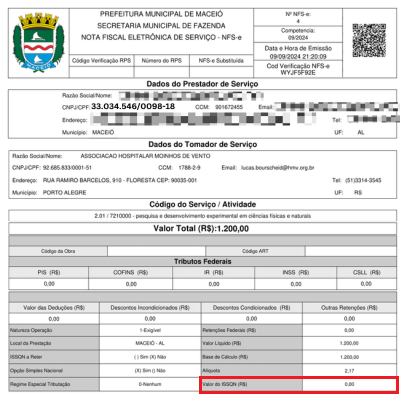 PREFEITURA MUNICIPAL DE MACEIÓ
SECRETARIA MUNICIPAL DE FAZENDA
NOTA FISCAL ELETRÔNICA DE SERVIÇO - NFS-e
Nº NFS-e:
4
Competencia:
09/2024
Data e Hora de Emissão
09/09/2024 21:20:09
Cod Verificação NFS-e
WYJF5F92E
MACEIÓ
Código Verificação RPS Número do RPS NFS-e Substituída
Dados do Prestador de Serviço
Razão Social/Nome:
CNPJ/CPF: 33.034.546/0098-18 CCM: 901672455 Email:
Endereço: Tel:
Município: MACEIÓ UF: AL
Dados do Tomador de Serviço
Razão Social/Nome: ASSOCIACAO HOSPITALAR MOINHOS DE VENTO
CNPJ/CPF: 92.685.833/0001-51 CCM: 1788-2-9 Email: lucas.bourscheid@hmv.org.br
Endereço: RUA RAMIRO BARCELOS, 910 - FLORESTA CEP: 90035-001 Tel: (51)3314-3545
Município: PORTO ALEGRE UF: RS
Código do Serviço / Atividade
2.01 / 7210000 - pesquisa e desenvolvimento experimental em ciências físicas e naturais
Valor Total (R$):1.200,00
Código da Obra Código ART
Tributos Federais
PIS (R$) COFINS (R$) IR (R$) INSS (R$) CSLL (R$)
0,00 0,00 0,00 0,00 0,00
Valor das Deduções (R$) Descontos Incondicionados (R$) Descontos Condicionados (R$) Outras Retenções (R$)
0,00 0,00 0,00 0,00
Natureza Operação 1-Exigível Retenções Federais (R$) 0,00
Local da Prestação MACEIÓ - AL Valor Líquido (R$) 1.200,00
ISSQN a Reter ( ) Sim (X) Não Base de Cálculo (R$) 1.200,00
Opção Simples Nacional (X) Sim () Não Alíquota 2,17
Regime Especial Tributação 0-Nenhum Valor do ISSQN (R$) 0,00